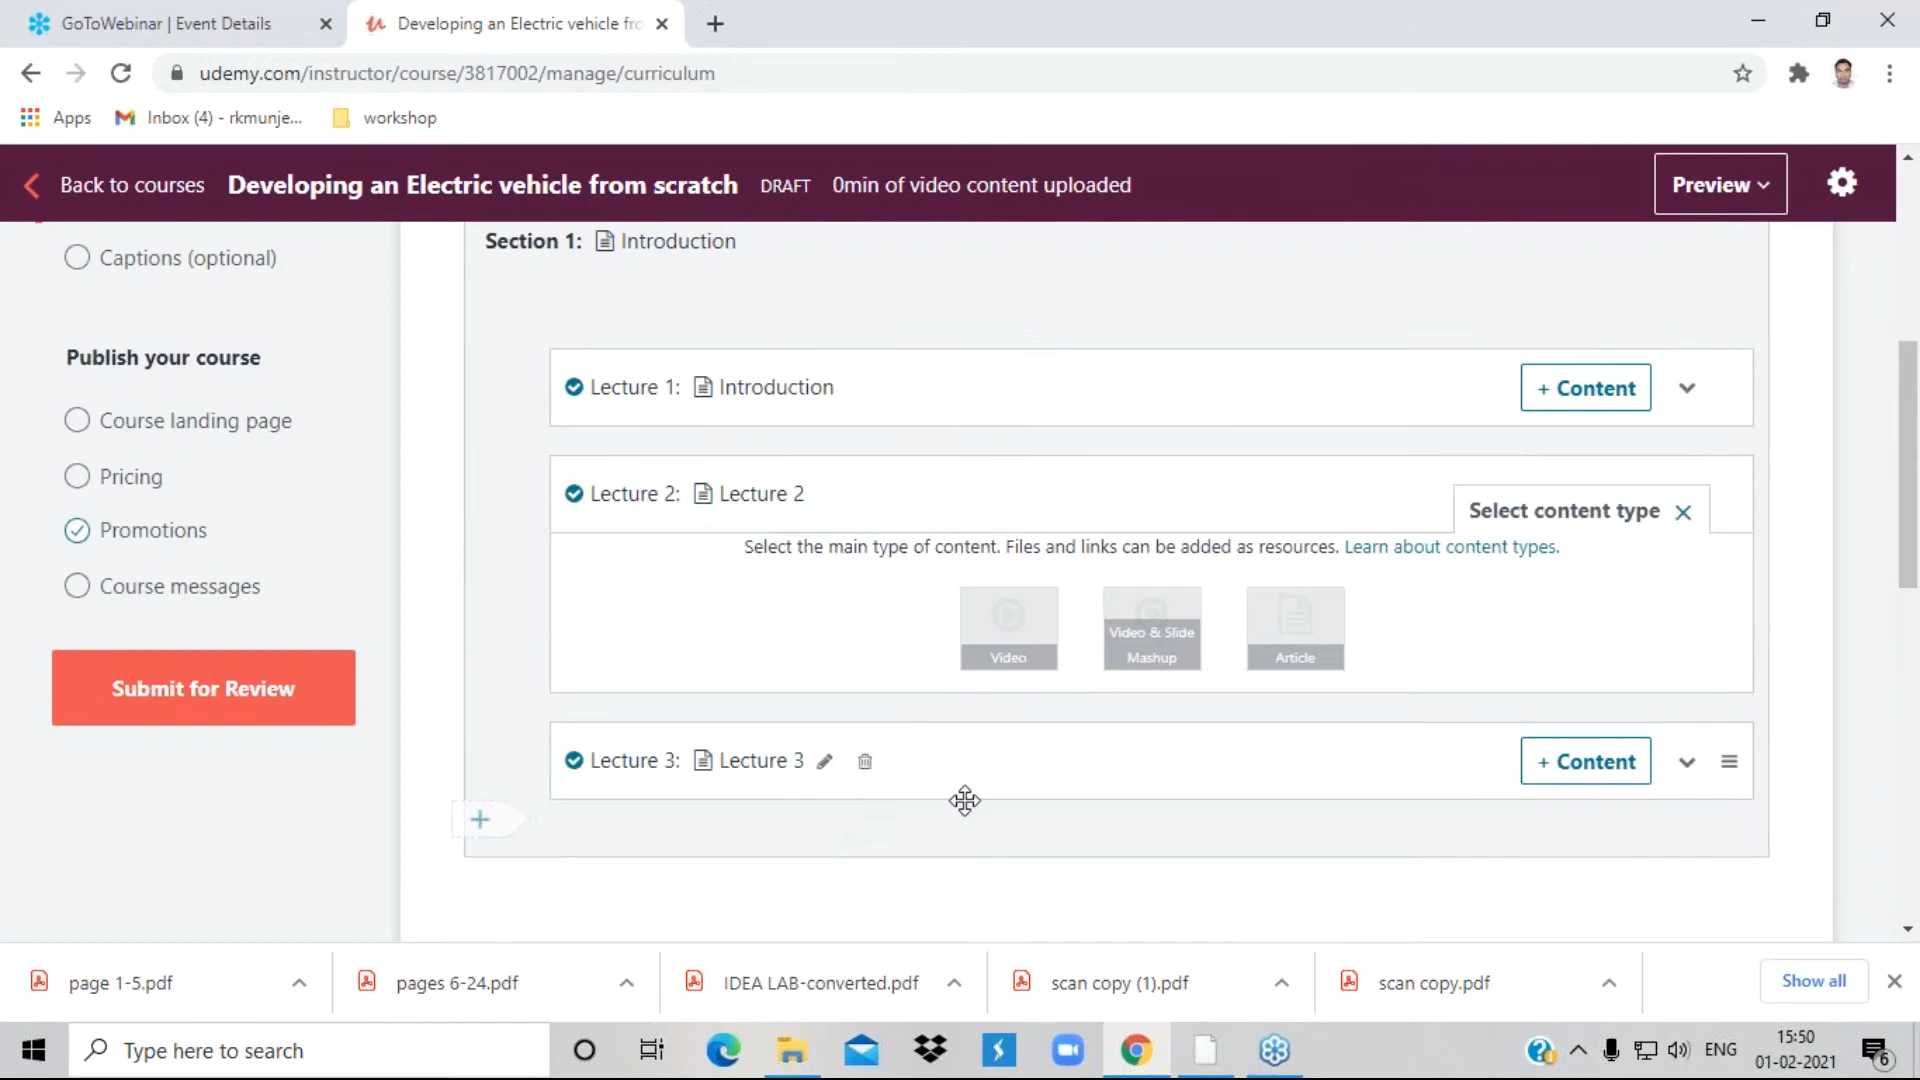 GoToWebinar | Event Details
Developing an Electric vehicle fro
udemy.com/instructor/course/3817002/manage/curriculum
Apps
Inbox (4) - rkmunje...
workshop
Back to courses
Developing an Electric vehicle from scratch
DRAFT
0min of video content uploaded
Preview
Captions (optional)
Publish your course
Course landing page
Pricing
Promotions
Course messages
Submit for Review
Section 1: Introduction
Lecture 1: Introduction
+ Content
Lecture 2: Lecture 2
Select content type
Select the main type of content. Files and links can be added as resources. Learn about content types.
Video
Video & Slide
Mashup
Article
Lecture 3: Lecture 3
+ Content
page 1-5.pdf
pages 6-24.pdf
IDEA LAB-converted.pdf
scan copy (1).pdf
scan copy.pdf
Show all
Type here to search
ENG
15:50
01-02-2021
6